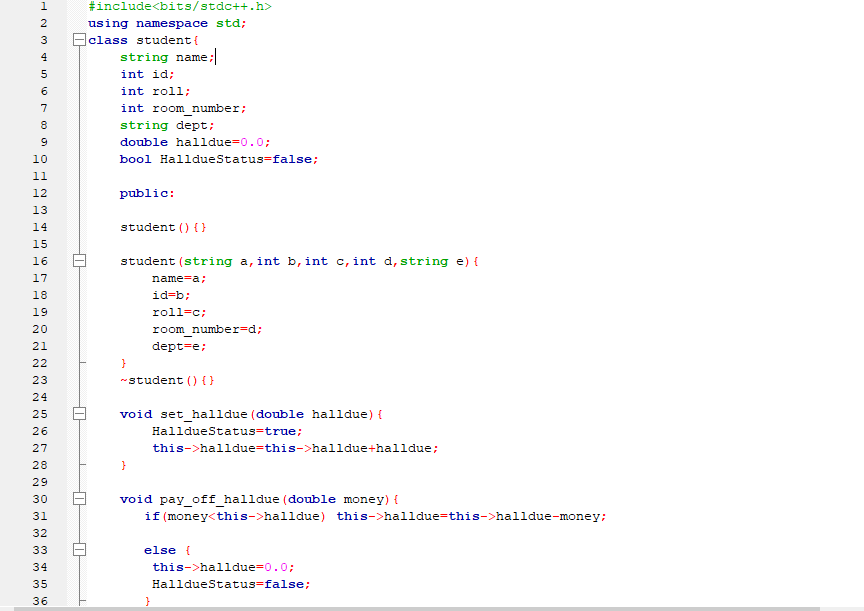 1 #include<bits/stdc++.h>
2 using namespace std;
3 class student{
4 string name;
5 int id;
6 int roll;
7 int room_number;
8 string dept;
9 double halldue=0.0;
10 bool HalldueStatus=false;
11
12 public:
13
14 student(){}
15
16 student(string a,int b,int c,int d,string e){
17 name=a;
18 id=b;
19 roll=c;
20 room_number=d;
21 dept=e;
22 }
23 ~student(){}
24
25 void set_halldue(double halldue){
26 HalldueStatus=true;
27 this->halldue=this->halldue+halldue;
28 }
29
30 void pay_off_halldue(double money){
31 if(money<this->halldue) this->halldue=this->halldue-money;
32
33 else {
34 this->halldue=0.0;
35 HalldueStatus=false;
36 }